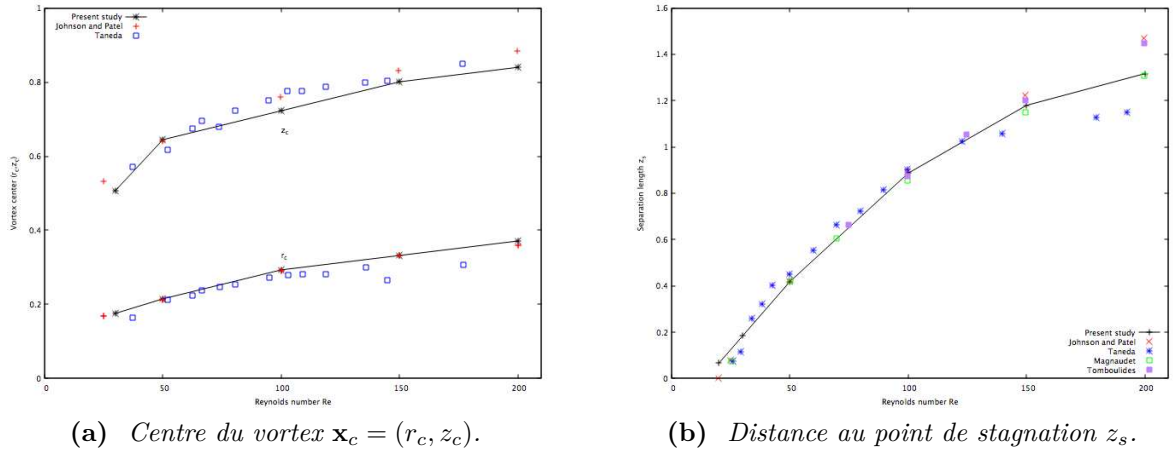 1
0.8
0.6
0.4
0.2
0
0
50
100
150
200
Vortex center (r_c,z_c)
Reynolds number Re
Present study
Johnson and Patel
Taneda
z_c
r_c
(a) Centre du vortex x_c = (r_c, z_c).
1.6
1.4
1.2
1
0.8
0.6
0.4
0.2
0
0
50
100
150
200
Separation length z_s
Reynolds number Re
Present study
Johnson and Patel
Taneda
Magnaudet
Tomboulides
(b) Distance au point de stagnation z_s.